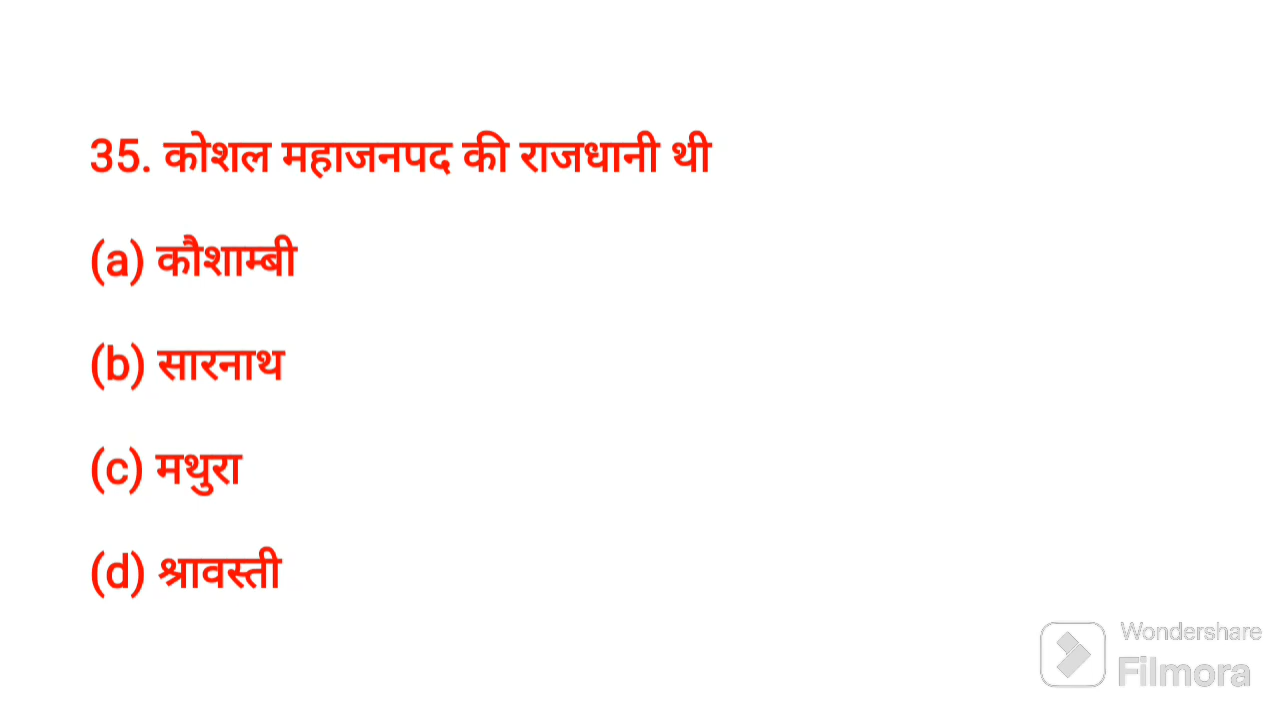 35. कोशल महाजनपद की राजधानी थी
(a) कौशाम्बी
(b) सारनाथ
(c) मथुरा
(d) श्रावस्ती
Wondershare
Filmora